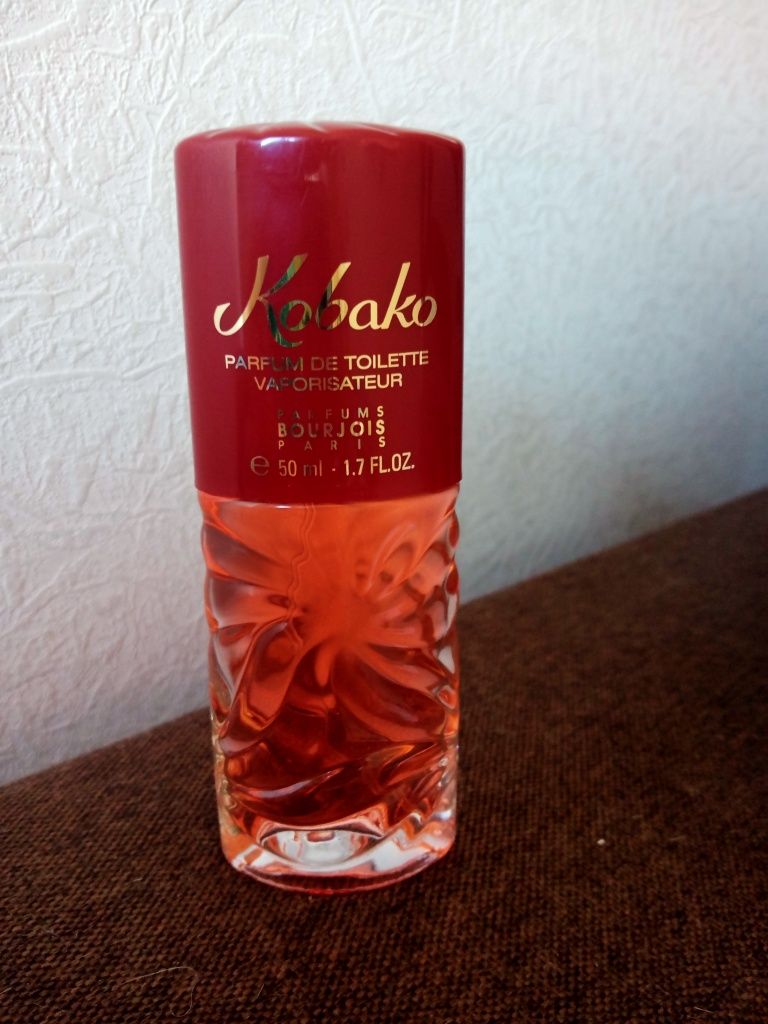 Kobako
PARFUM DE TOILETTE
VAPORISATEUR
PARFUMS
BOURJOIS
PARIS
℮ 50 ml - 1.7 FL.OZ.